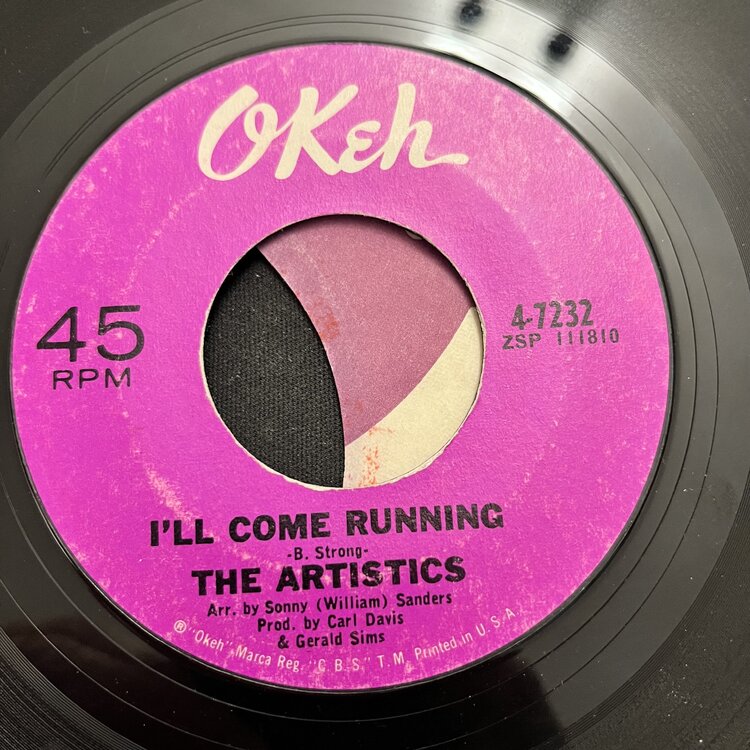 OKeh
45
RPM
4-7232
ZSP 111810
I'LL COME RUNNING
-B. Strong-
THE ARTISTICS
Arr. by Sonny (William) Sanders
Prod. by Carl Davis
& Gerald Sims
® "Okeh" Marca Reg. "C.B.S." T.M. Printed in U.S.A.